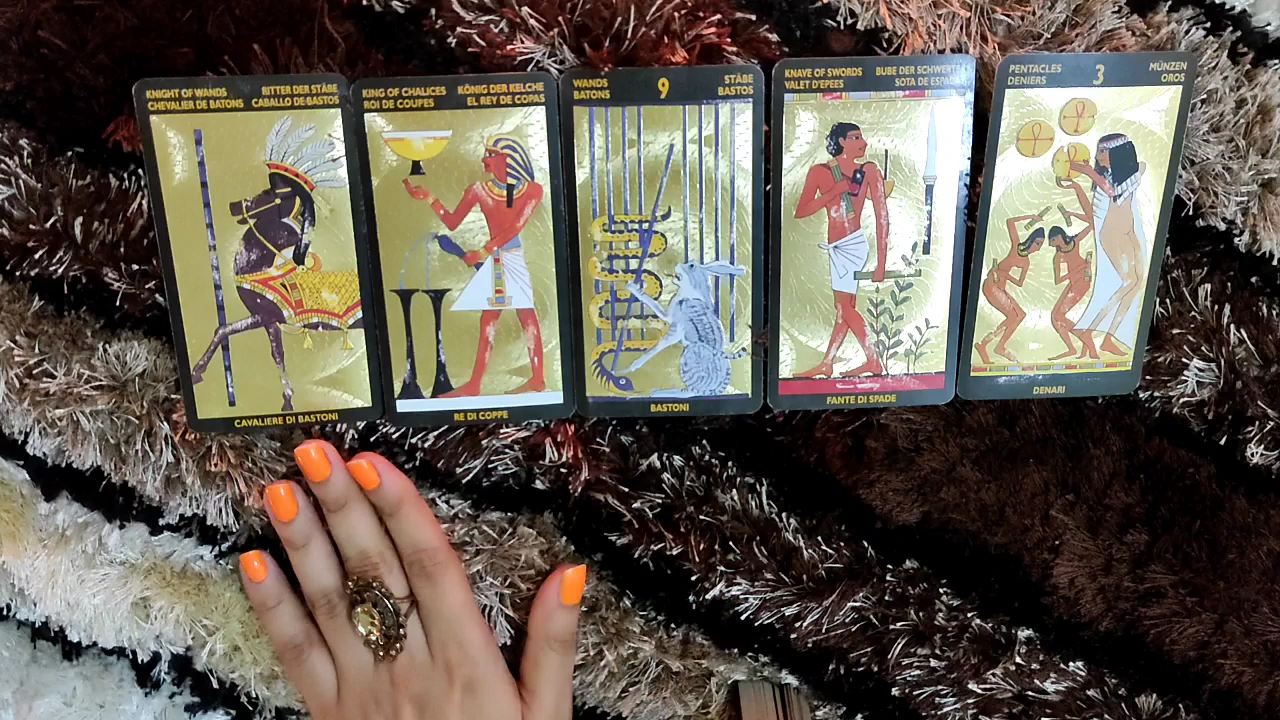 KNIGHT OF WANDS RITTER DER STÄBE
CHEVALIER DE BATONS CABALLO DE BASTOS
CAVALIERE DI BASTONI
KING OF CHALICES KÖNIG DER KELCHE
ROI DE COUPES EL REY DE COPAS
RE DI COPPE
WANDS 9 STÄBE
BATONS BASTOS
BASTONI
KNAVE OF SWORDS BUBE DER SCHWERTER
VALET D'EPEES SOTA DE ESPADAS
FANTE DI SPADE
PENTACLES 3 MÜNZEN
DENIERS OROS
DENARI